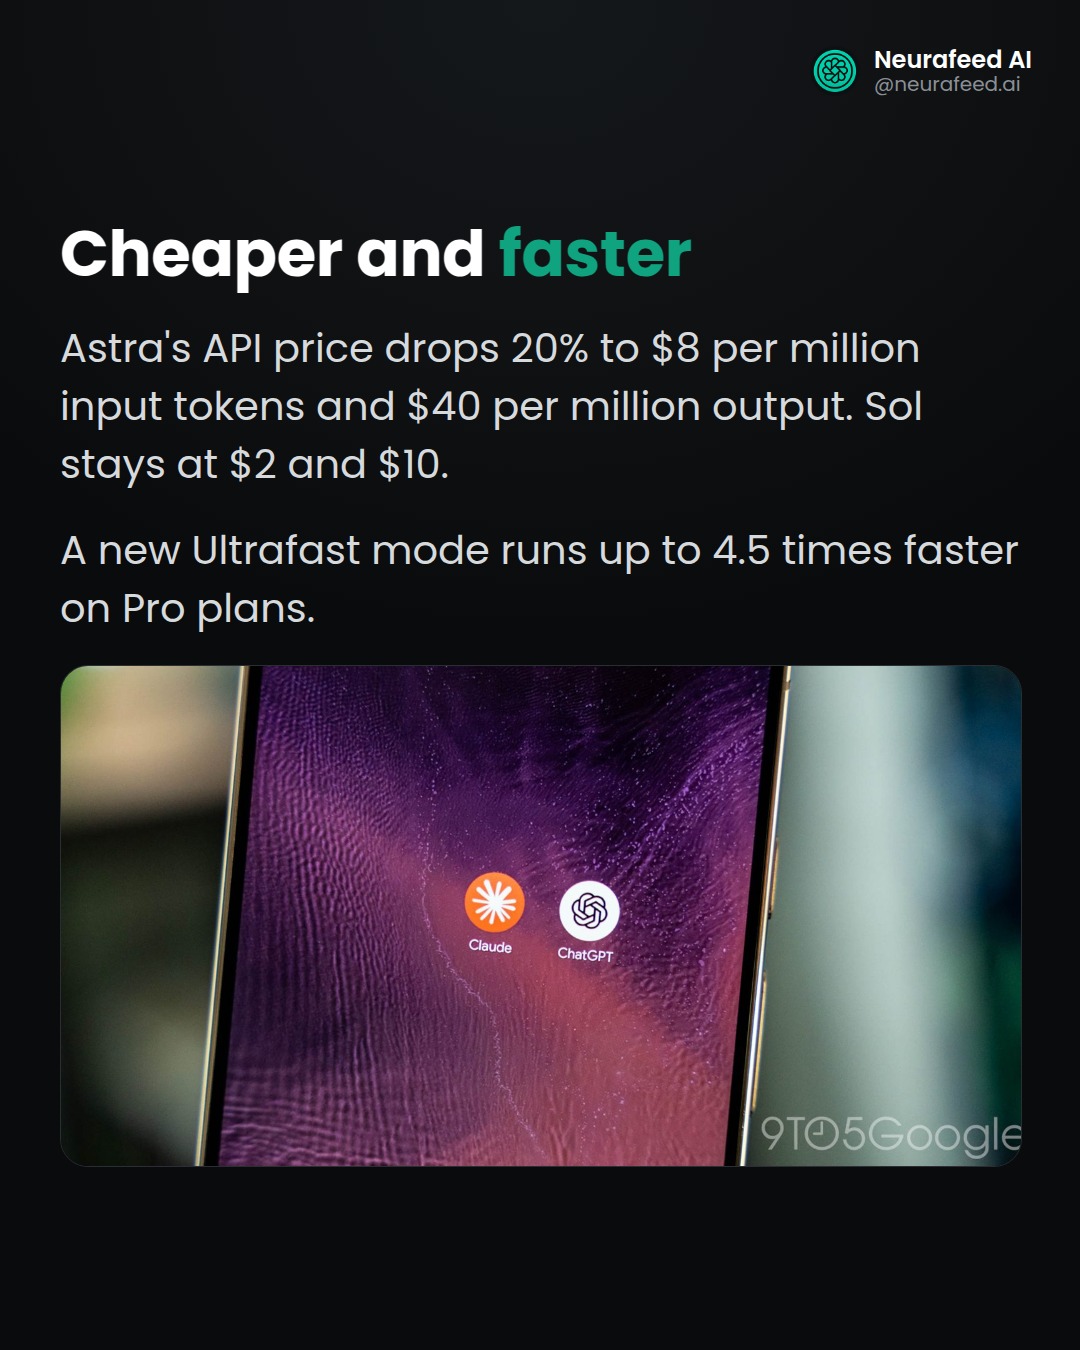 Neurafeed AI
@neurafeed.ai
Cheaper and faster
Astra's API price drops 20% to $8 per million
input tokens and $40 per million output. Sol
stays at $2 and $10.
A new Ultrafast mode runs up to 4.5 times faster
on Pro plans.
Claude
ChatGPT
9TO5Google